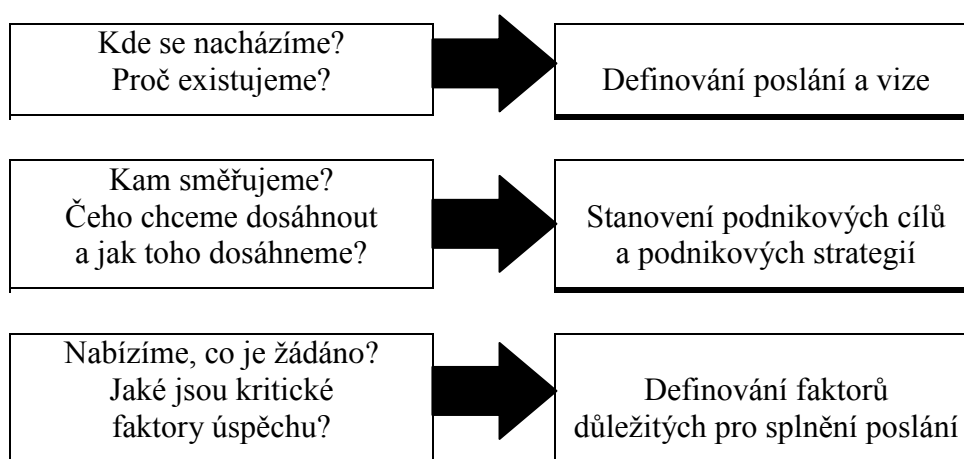 Kde se nacházíme?
Proč existujeme?
Definování poslání a vize
Kam směřujeme?
Čeho chceme dosáhnout
a jak toho dosáhneme?
Stanovení podnikových cílů
a podnikových strategií
Nabízíme, co je žádáno?
Jaké jsou kritické
faktory úspěchu?
Definování faktorů
důležitých pro splnění poslání